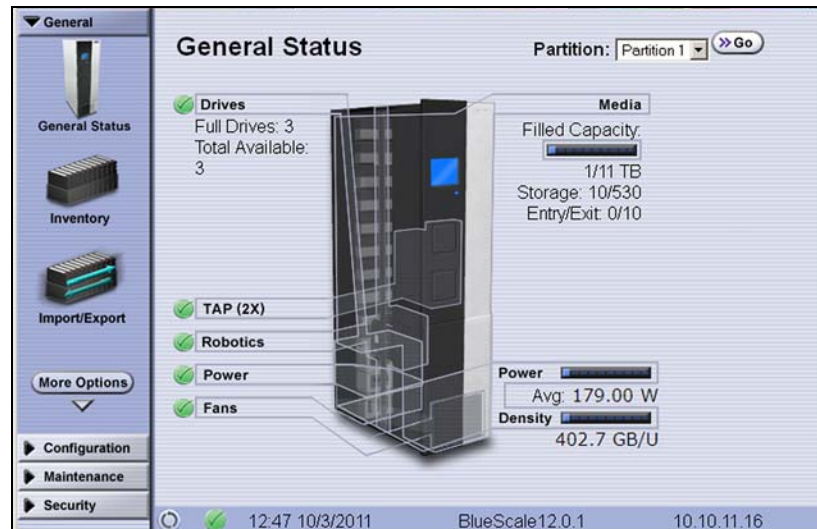 General
General Status
Inventory
Import/Export
More Options
Configuration
Maintenance
Security
General Status
Partition: Partition 1 Go
Drives
Full Drives: 3
Total Available:
3
Media
Filled Capacity:
1/11 TB
Storage: 10/530
Entry/Exit: 0/10
TAP (2X)
Robotics
Power
Fans
Power
Avg: 179.00 W
Density
402.7 GB/U
12:47 10/3/2011 BlueScale12.0.1 10.10.11.16